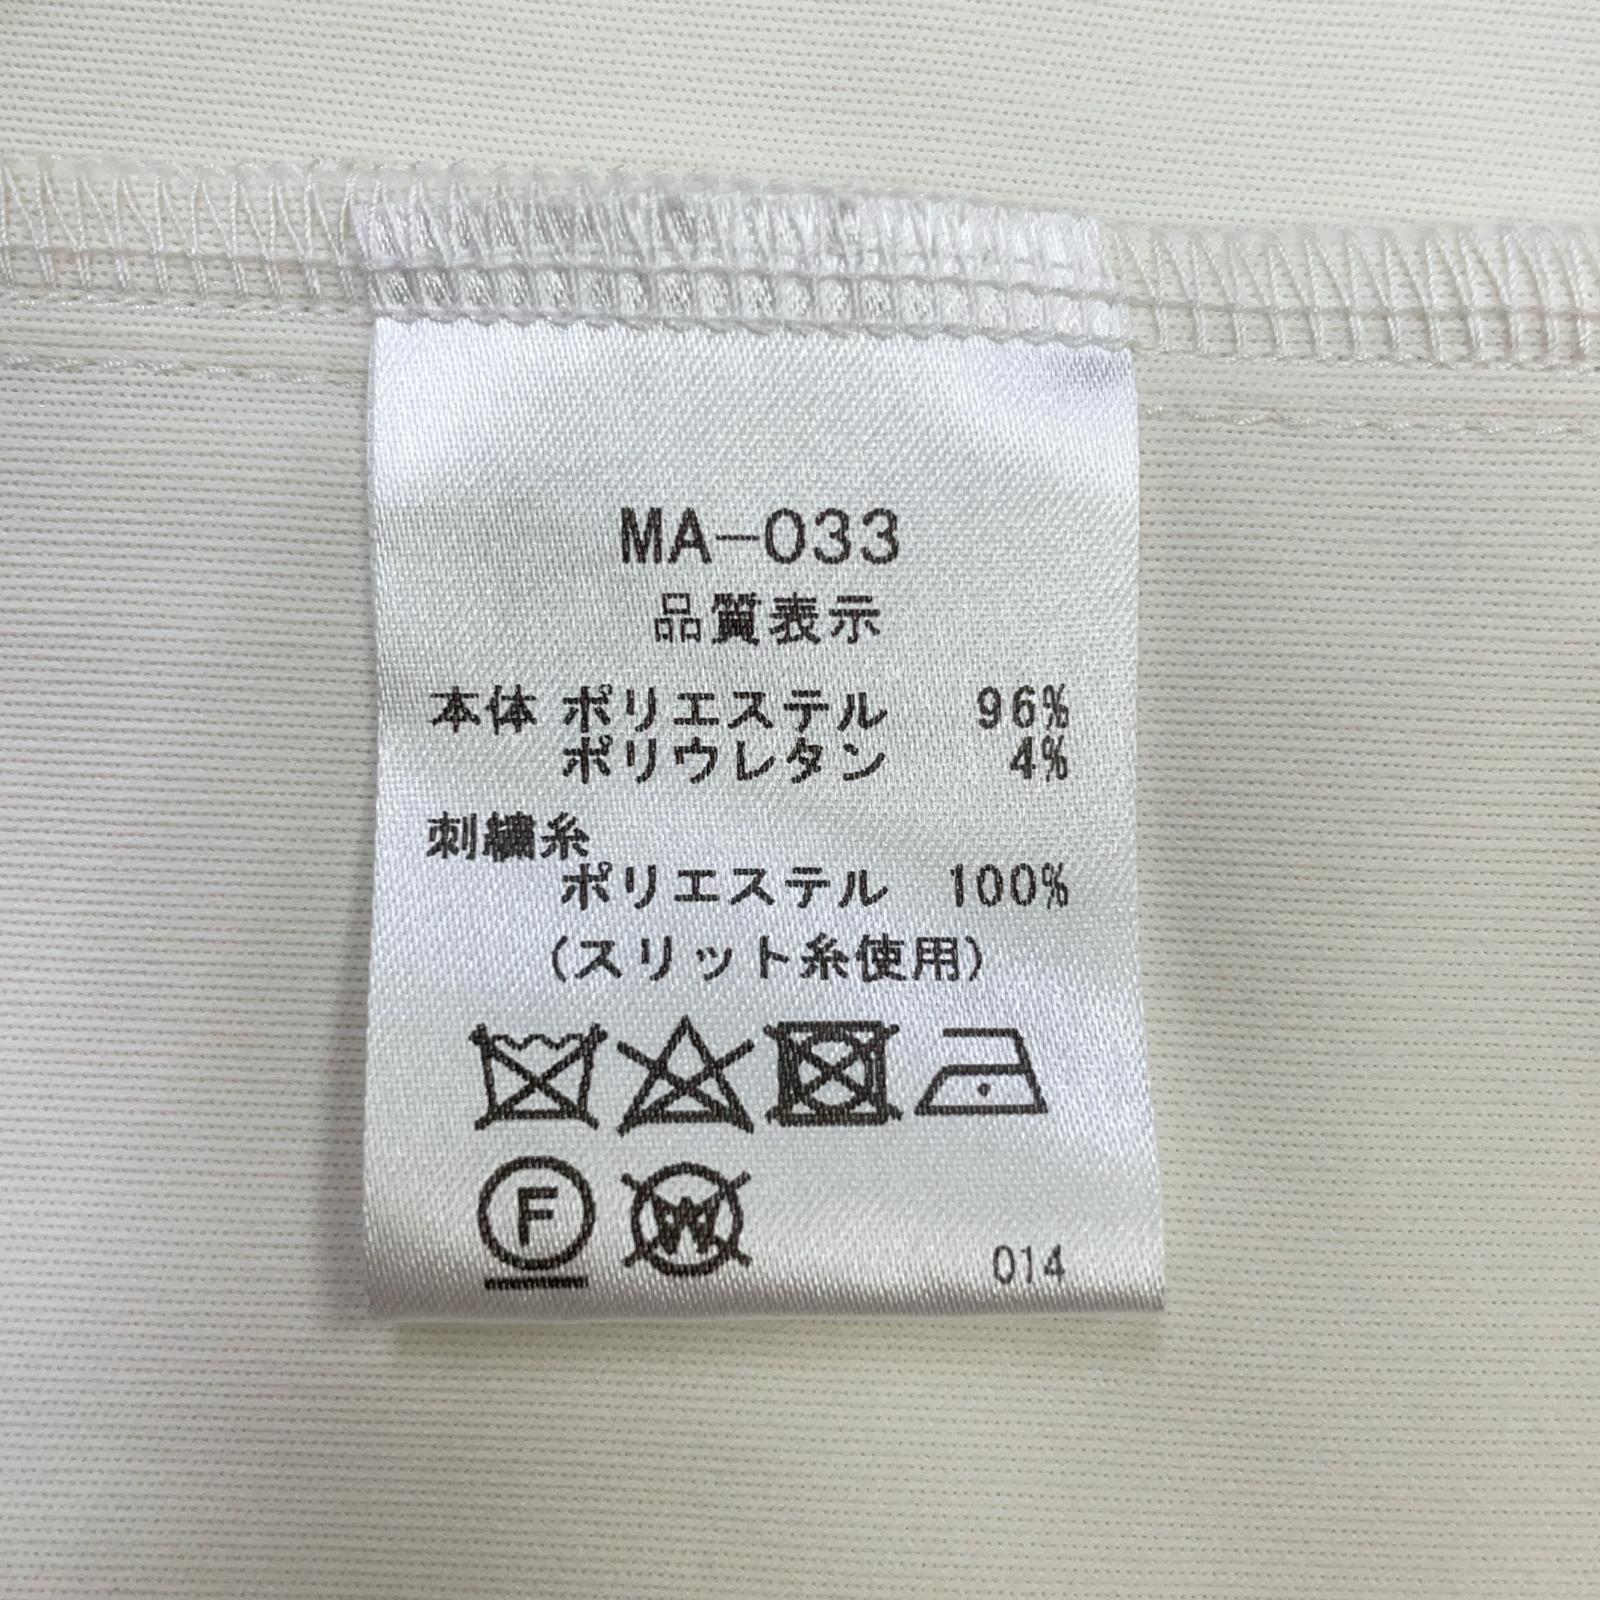 MA-033
品質表示
本体 ポリエステル 96%
ポリウレタン 4%
刺繍糸
ポリエステル 100%
(スリット糸使用)
F W
014